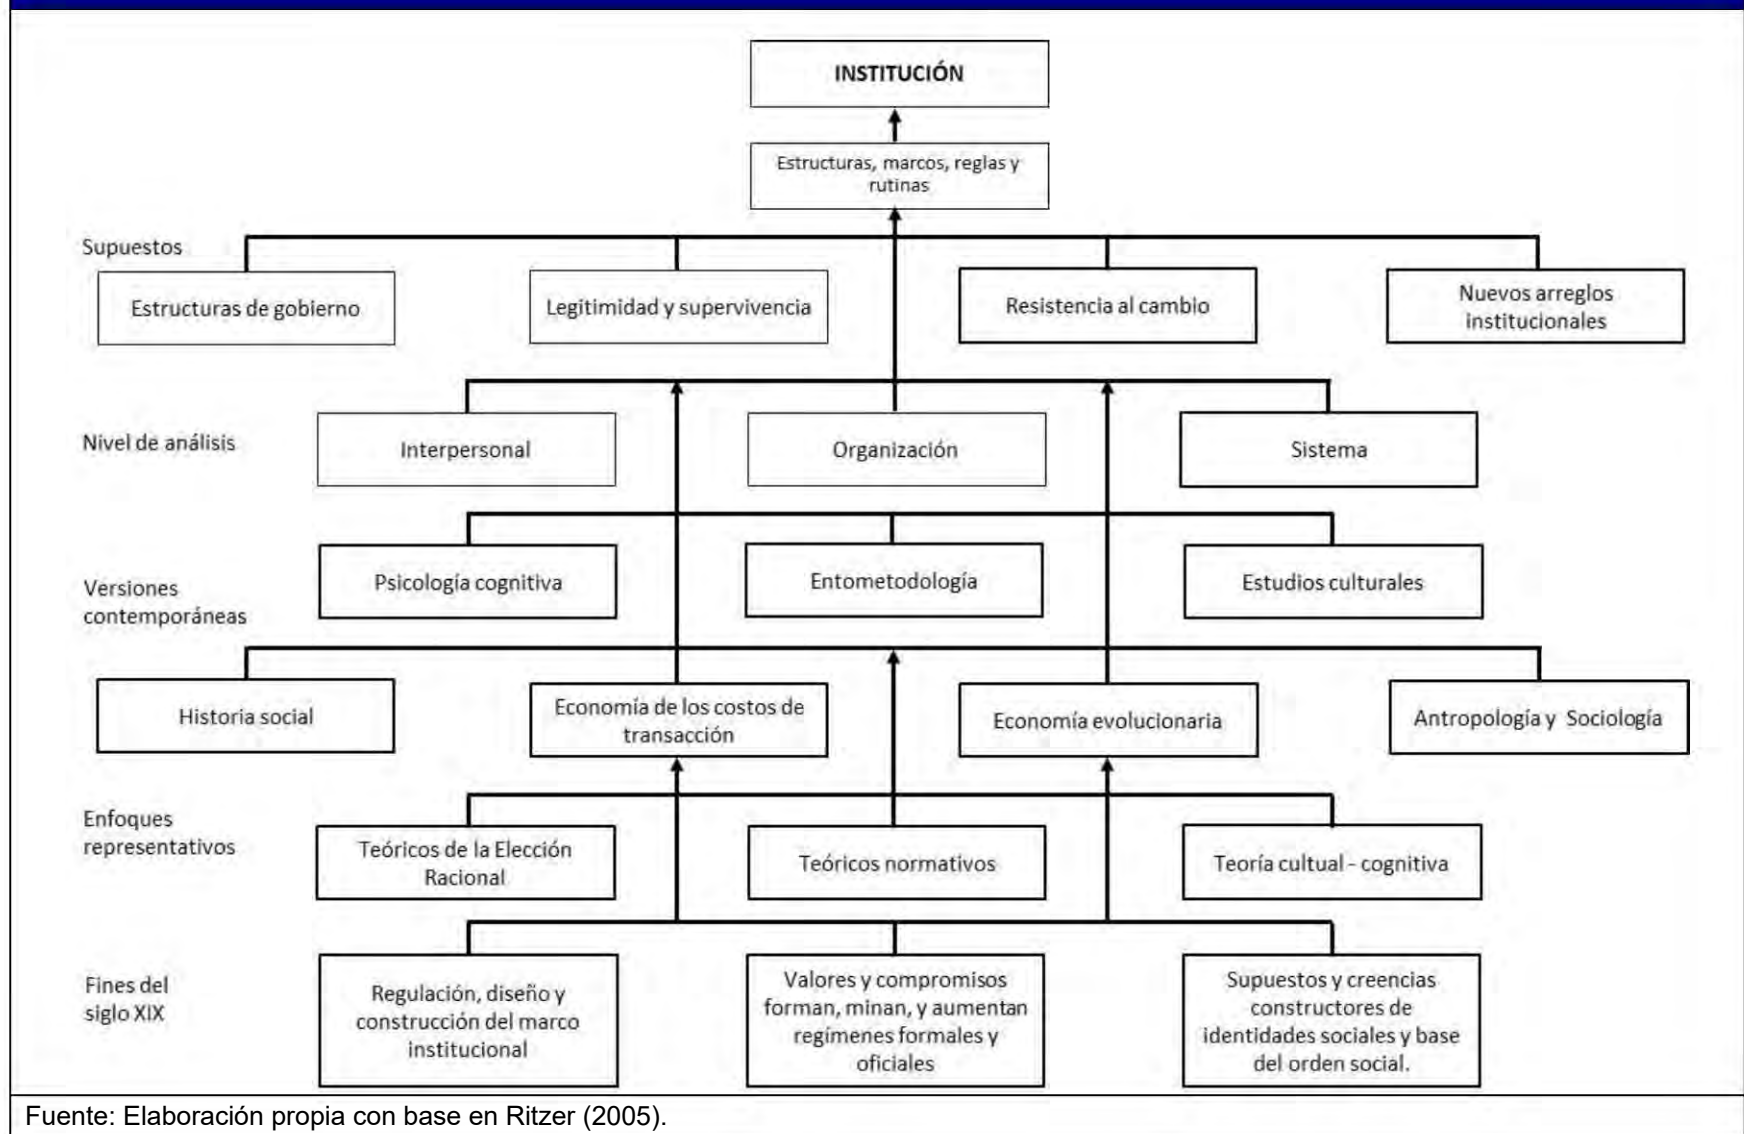 INSTITUCIÓN
Estructuras, marcos, reglas y
rutinas
Supuestos
Estructuras de gobierno
Legitimidad y supervivencia
Resistencia al cambio
Nuevos arreglos
institucionales
Nivel de análisis
Interpersonal
Organización
Sistema
Versiones
contemporáneas
Psicología cognitiva
Entometodología
Estudios culturales
Historia social
Economía de los costos de
transacción
Economía evolucionaria
Antropología y Sociología
Enfoques
representativos
Teóricos de la Elección
Racional
Teóricos normativos
Teoría cultual - cognitiva
Fines del
siglo XIX
Regulación, diseño y
construcción del marco
institucional
Valores y compromisos
forman, minan, y aumentan
regímenes formales y
oficiales
Supuestos y creencias
constructores de
identidades sociales y base
del orden social.
Fuente: Elaboración propia con base en Ritzer (2005).